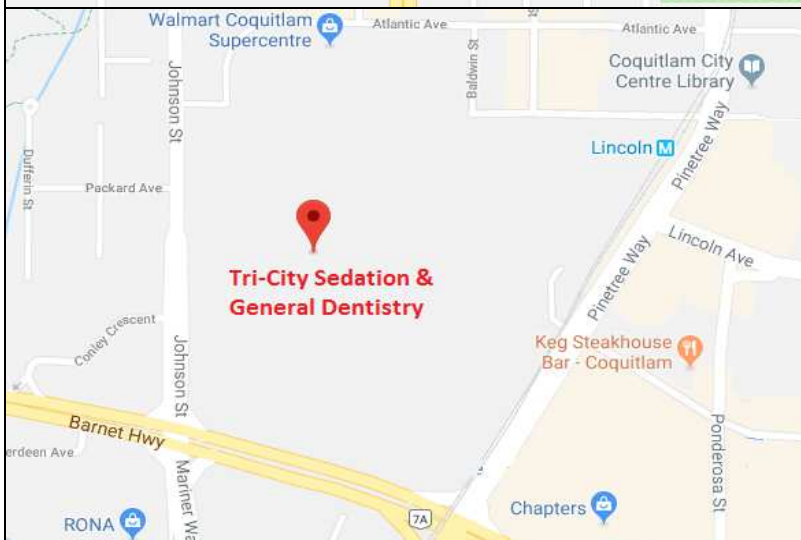 Walmart Coquitlam
Supercentre
Atlantic Ave
Atlantic Ave
Baldwin St
Coquitlam City
Centre Library
Johnson St
Dufferin St
Packard Ave
Lincoln M
Pinetree Way
Lincoln Ave
Pinetree Way
Tri-City Sedation &
General Dentistry
Conley Crescent
Johnson St
Keg Steakhouse
Bar - Coquitlam
Barnet Hwy
erdeen Ave
Mariner Wa
Ponderosa St
RONA
7A
Chapters